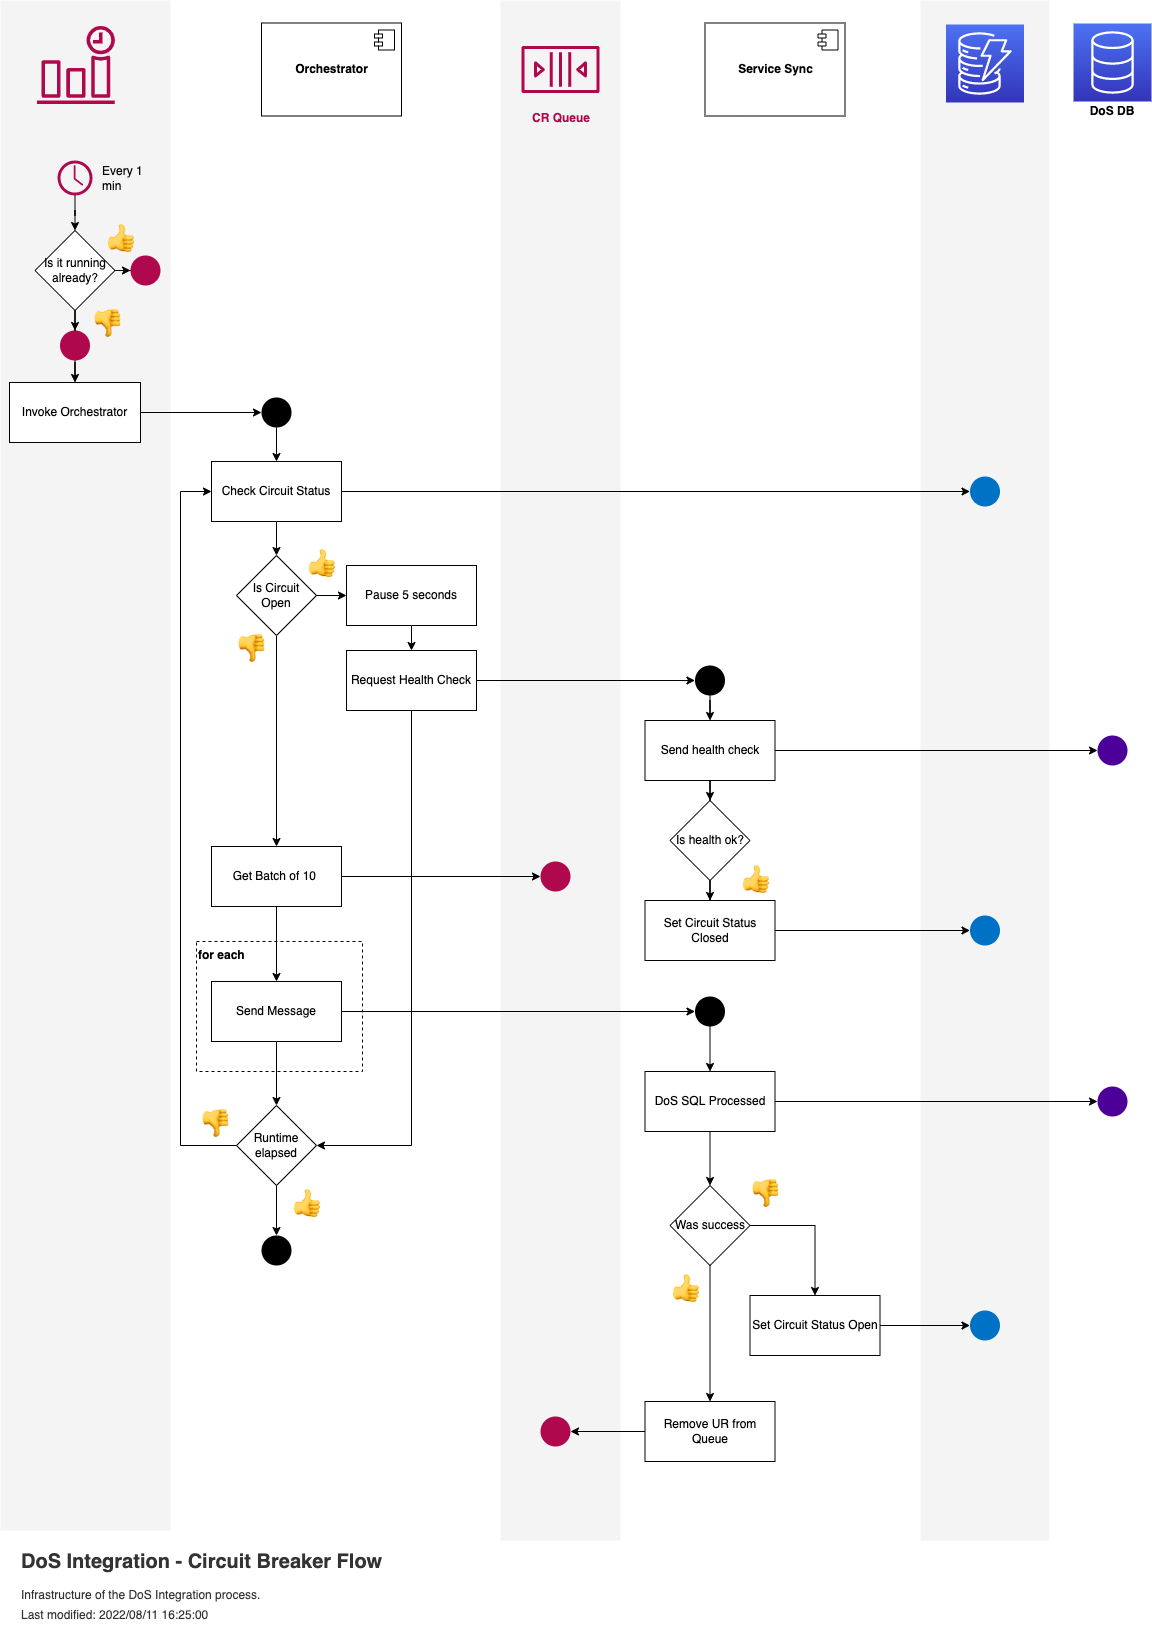 Orchestrator
CR Queue
Service Sync
DoS DB
Every 1
min
Is it running
already?
Invoke Orchestrator
Check Circuit Status
Is Circuit
Open
Pause 5 seconds
Request Health Check
Send health check
Is health ok?
Get Batch of 10
Set Circuit Status
Closed
for each
Send Message
DoS SQL Processed
Runtime
elapsed
Was success
Set Circuit Status Open
Remove UR from
Queue
DoS Integration - Circuit Breaker Flow
Infrastructure of the DoS Integration process.
Last modified: 2022/08/11 16:25:00